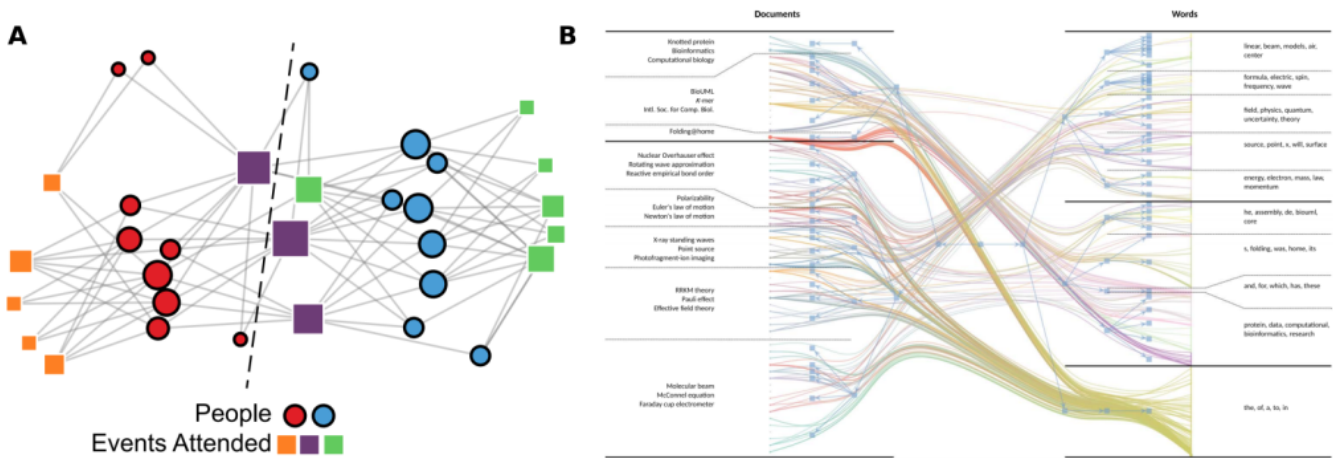 A
People
Events Attended
B
Documents
Knotted protein
Bioinformatics
Computational biology
BioUML
K-mer
Intl. Soc. for Comp. Biol.
Folding@home
Nuclear Overhauser effect
Rotating wave approximation
Reactive empirical bond order
Polarizability
Euler's law of motion
Newton's law of motion
X-ray standing waves
Point source
Photofragment-ion imaging
RRKM theory
Pauli effect
Effective field theory
Molecular beam
McConnel equation
Faraday cup electrometer
Words
linear, beam, models, air,
center
formula, electric, spin,
frequency, wave
field, physics, quantum,
uncertainty, theory
source, point, x, will, surface
energy, electron, mass, law,
momentum
he, assembly, de, biouml,
core
s, folding, was, home, its
and, for, which, has, these
protein, data, computational,
bioinformatics, research
the, of, a, to, in